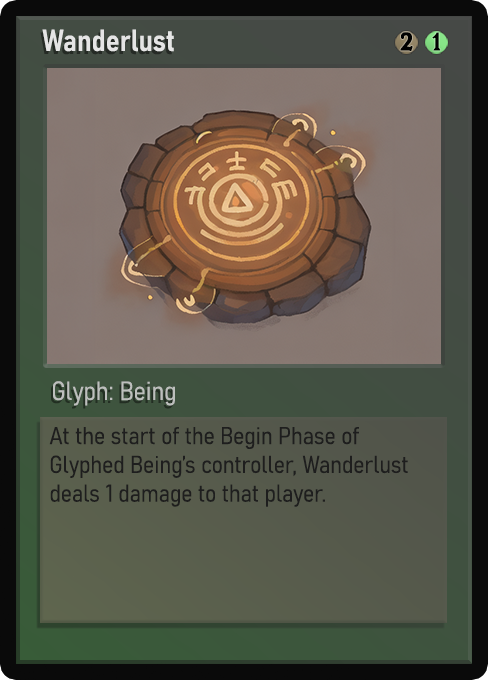 Wanderlust 2 1
Glyph: Being
At the start of the Begin Phase of
Glyphed Being's controller, Wanderlust
deals 1 damage to that player.